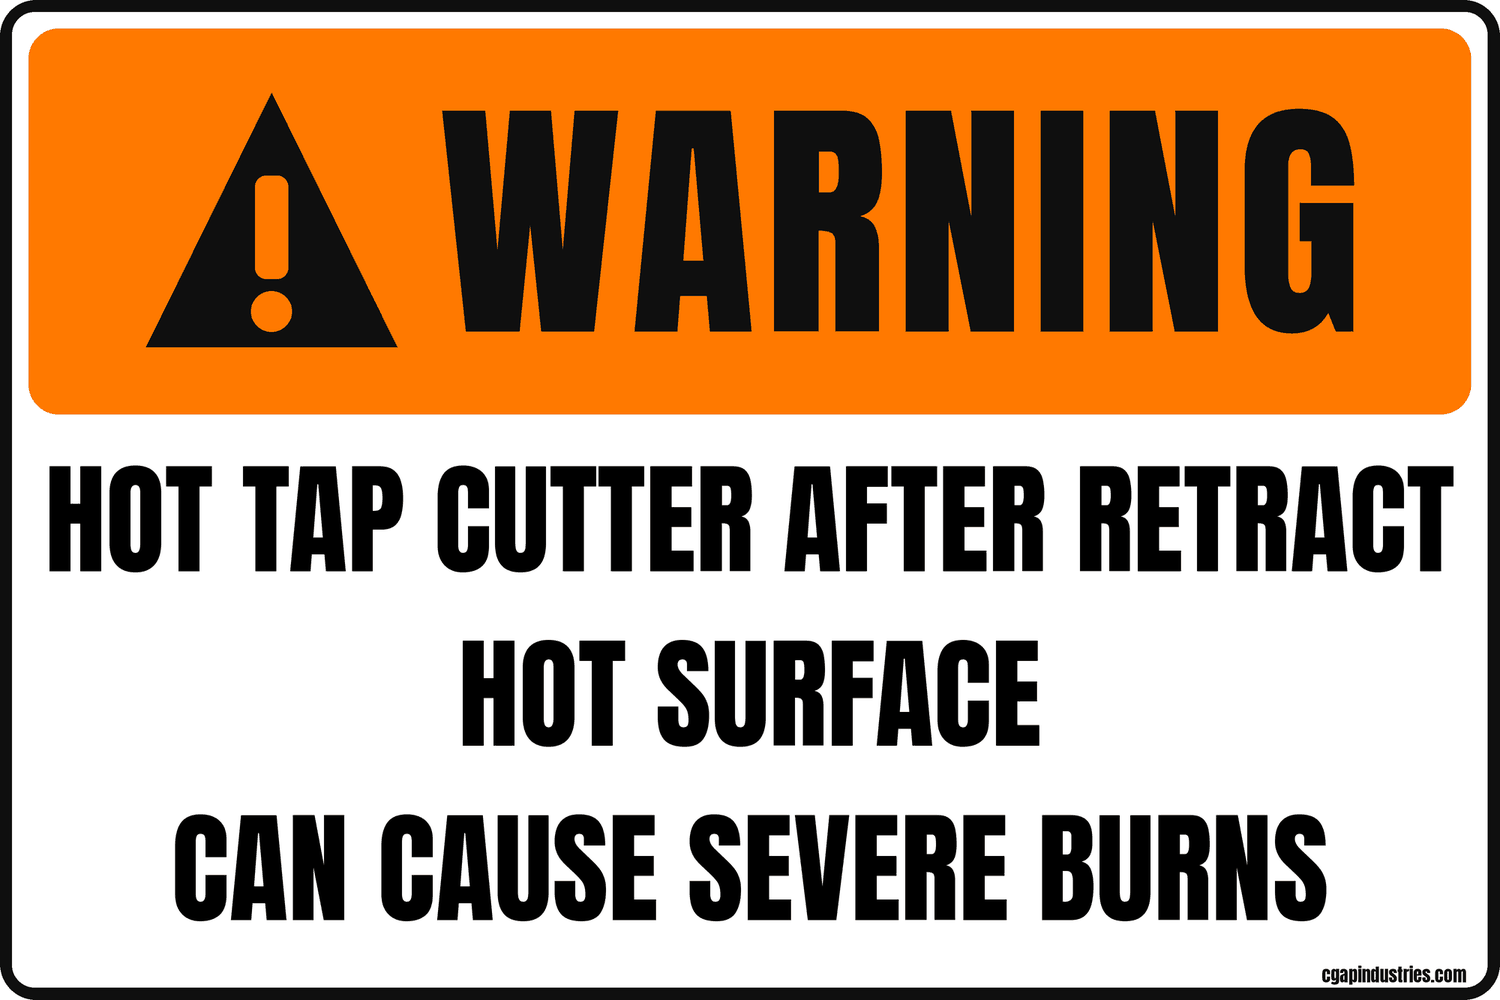 WARNING
HOT TAP CUTTER AFTER RETRACT
HOT SURFACE
CAN CAUSE SEVERE BURNS
cgapindustries.com